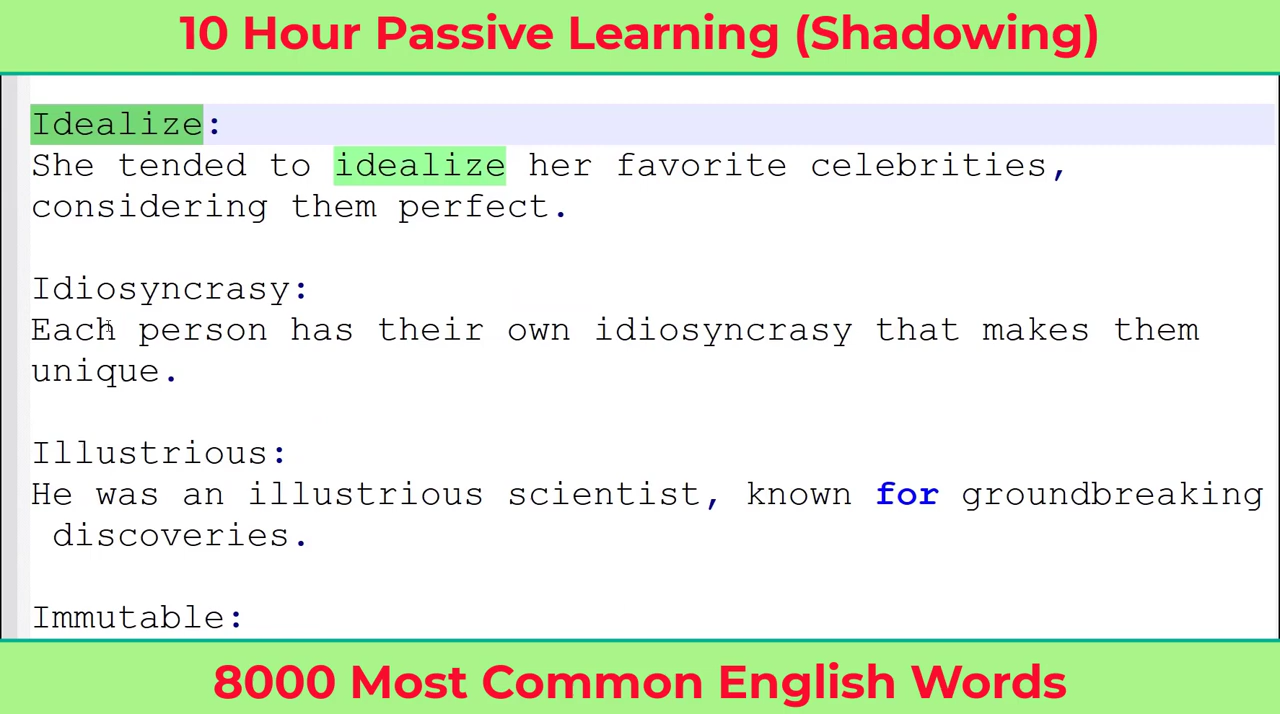 10 Hour Passive Learning (Shadowing)
Idealize:
She tended to idealize her favorite celebrities,
considering them perfect.
Idiosyncrasy:
Each person has their own idiosyncrasy that makes them
unique.
Illustrious:
He was an illustrious scientist, known for groundbreaking
discoveries.
Immutable:
8000 Most Common English Words